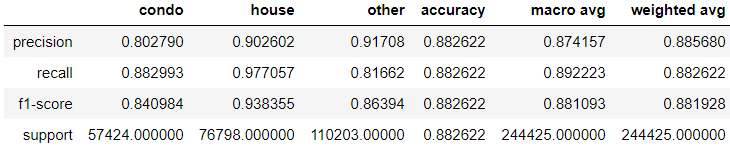 condo house other accuracy macro avg weighted avg
precision 0.802790 0.902602 0.91708 0.882622 0.874157 0.885680
recall 0.882993 0.977057 0.81662 0.882622 0.892223 0.882622
f1-score 0.840984 0.938355 0.86394 0.882622 0.881093 0.881928
support 57424.000000 76798.000000 110203.00000 0.882622 244425.000000 244425.000000